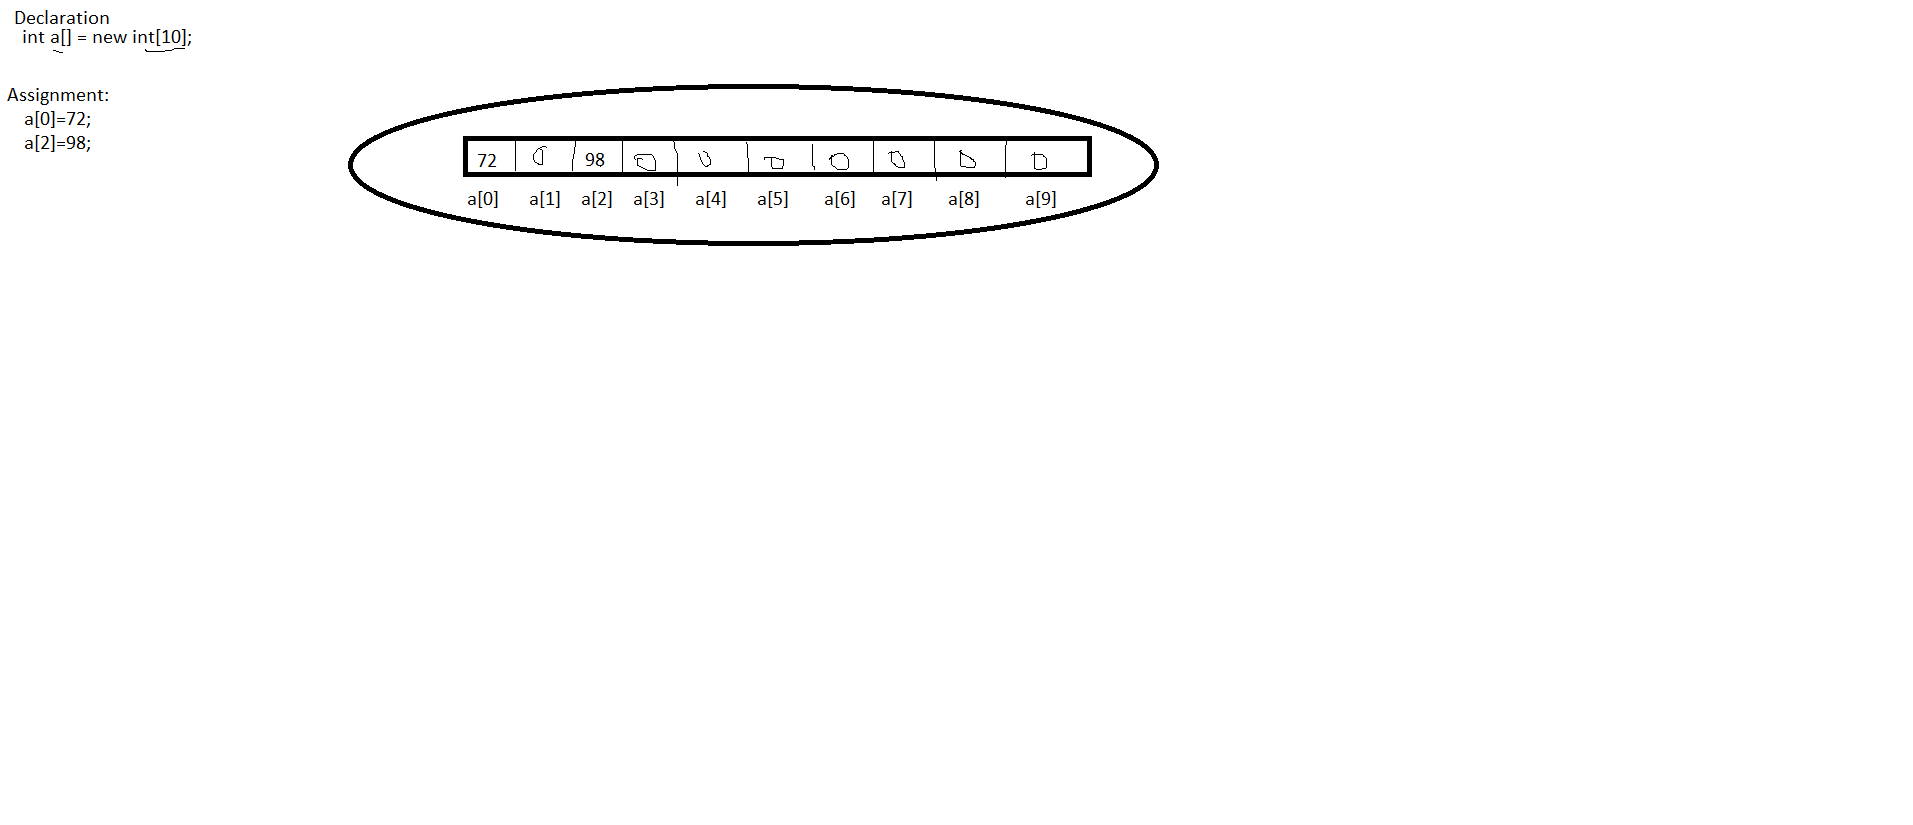 Declaration
int a[] = new int[10];
Assignment:
a[0]=72;
a[2]=98;
72 0 98 0 0 0 0 0 0 0
a[0] a[1] a[2] a[3] a[4] a[5] a[6] a[7] a[8] a[9]